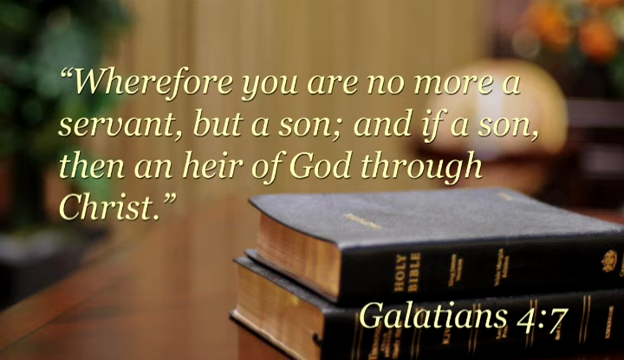 “Wherefore you are no more a
servant, but a son; and if a son,
then an heir of God through
Christ.”
HOLY
BIBLE
Galatians 4:7